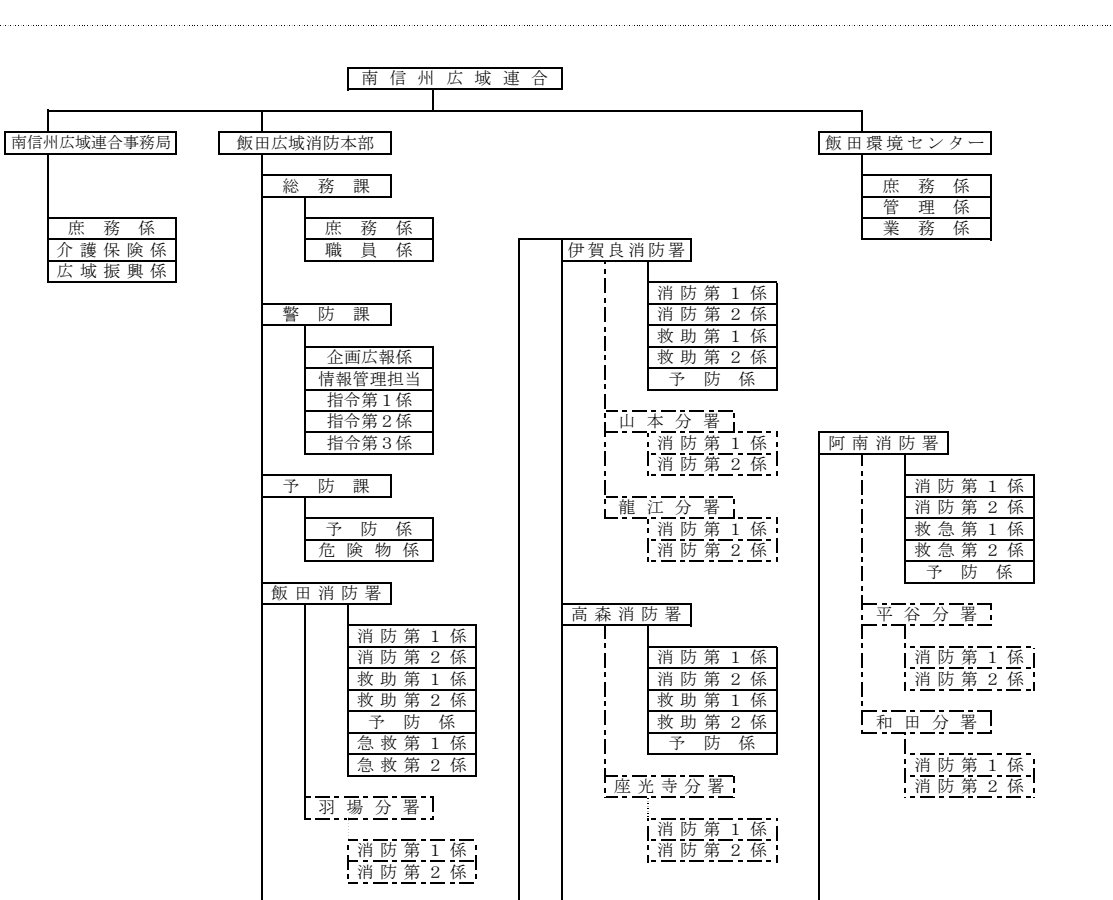 南信州広域連合
南信州広域連合事務局
庶務係
介護保険係
広域振興係
飯田広域消防本部
総務課
庶務係
職員係
警防課
企画広報係
情報管理担当
指令第1係
指令第2係
指令第3係
予防課
予防係
危険物係
飯田消防署
消防第1係
消防第2係
救助第1係
救助第2係
予防係
急救第1係
急救第2係
羽場分署
消防第1係
消防第2係
伊賀良消防署
消防第1係
消防第2係
救助第1係
救助第2係
予防係
山本分署
消防第1係
消防第2係
龍江分署
消防第1係
消防第2係
高森消防署
消防第1係
消防第2係
救助第1係
救助第2係
予防係
座光寺分署
消防第1係
消防第2係
飯田環境センター
庶務係
管理係
業務係
阿南消防署
消防第1係
消防第2係
救急第1係
救急第2係
予防係
平谷分署
消防第1係
消防第2係
和田分署
消防第1係
消防第2係